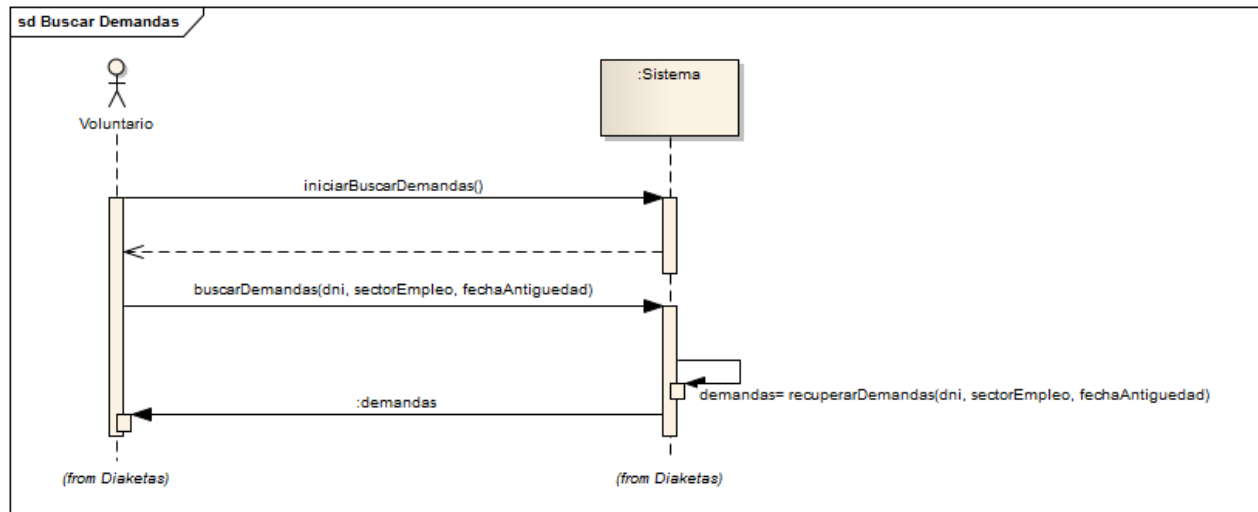 sd Buscar Demandas
Voluntario
:Sistema
iniciarBuscarDemandas()
buscarDemandas(dni, sectorEmpleo, fechaAntiguedad)
demandas= recuperarDemandas(dni, sectorEmpleo, fechaAntiguedad)
:demandas
(from Diaketas)
(from Diaketas)